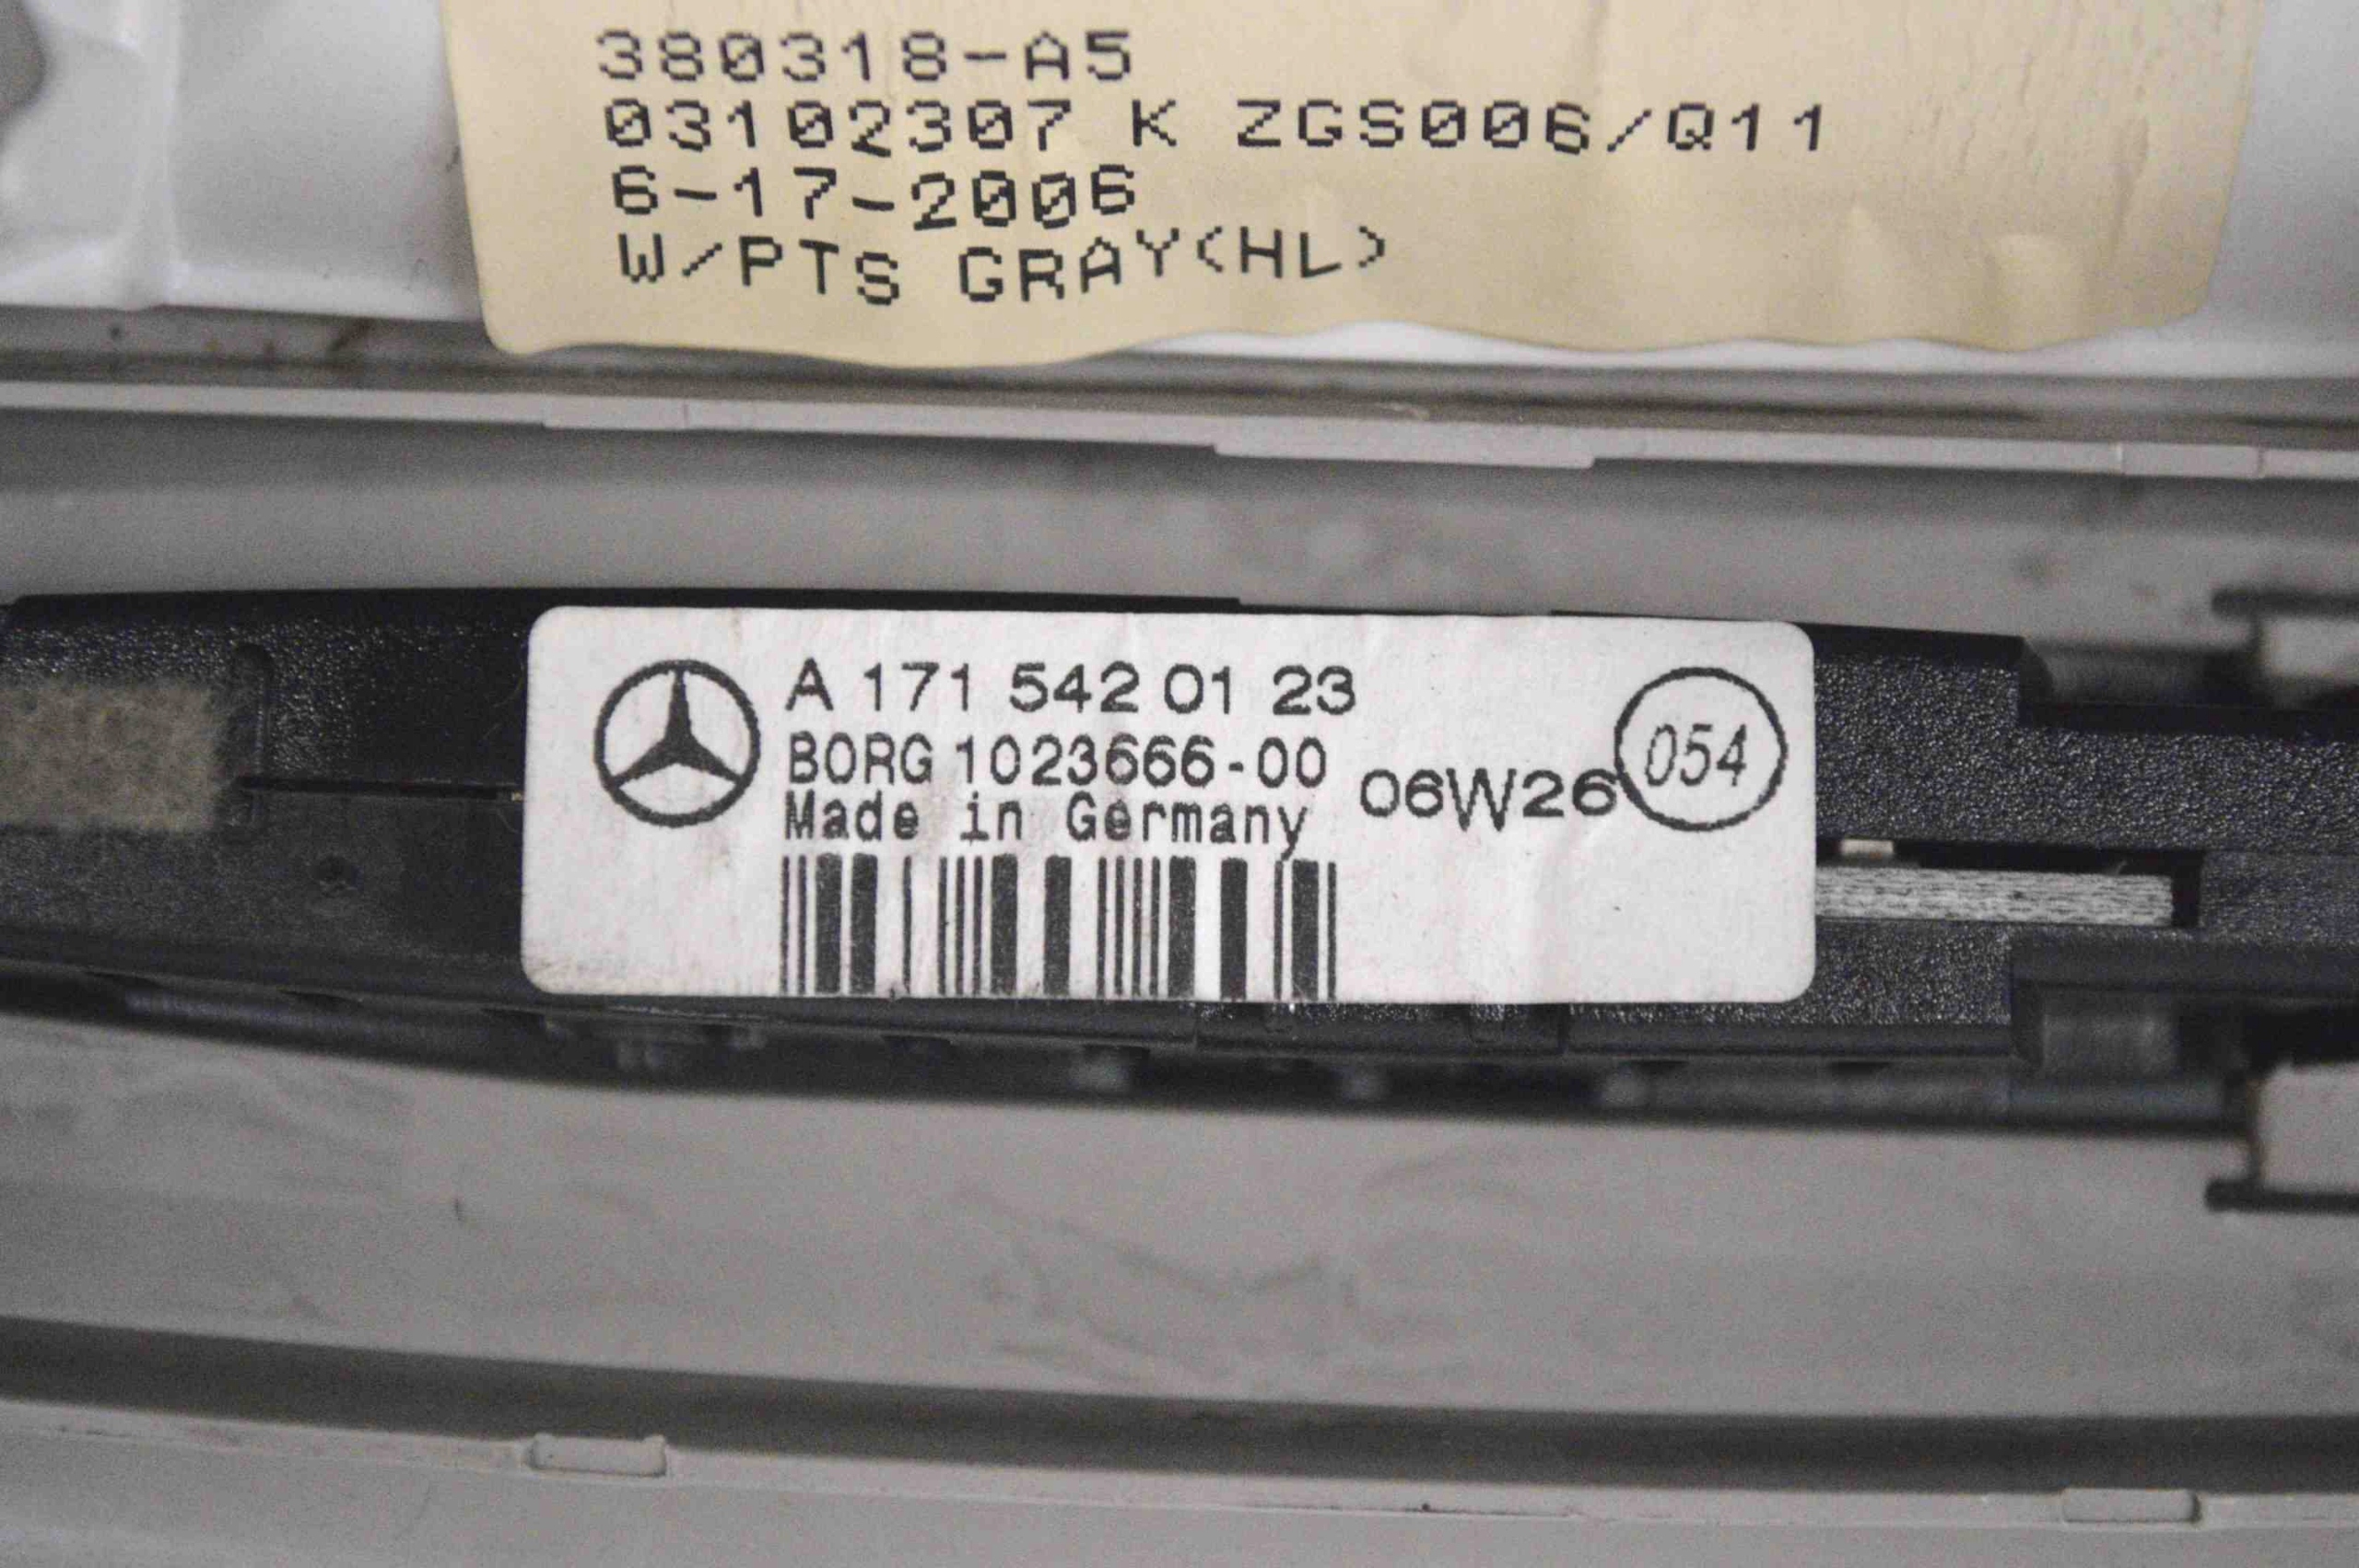 380318-A5
03102307 K ZGS006/Q11
6-17-2006
W/PTS GRAY(HL)
A 171 542 01 23
BORG 1023666-00 06W26 054
Made in Germany